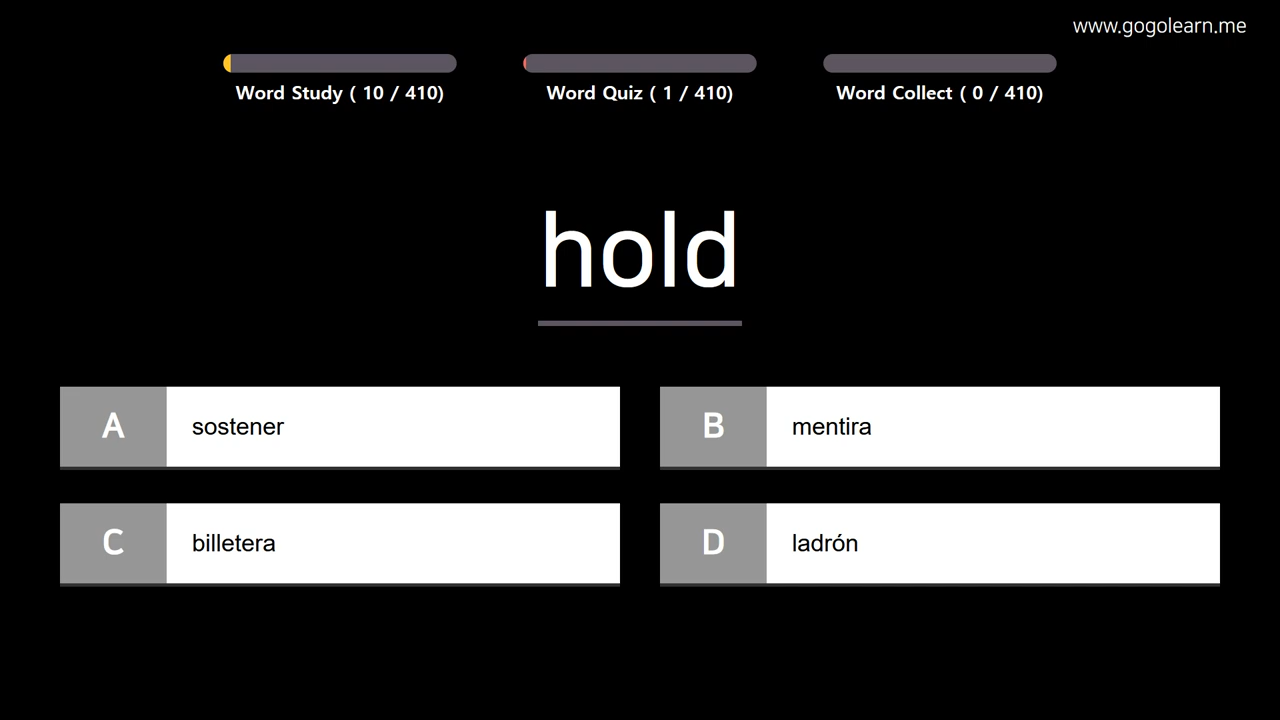 www.gogolearn.me
Word Study ( 10 / 410)
Word Quiz ( 1 / 410)
Word Collect ( 0 / 410)
hold
A sostener
B mentira
C billetera
D ladrón